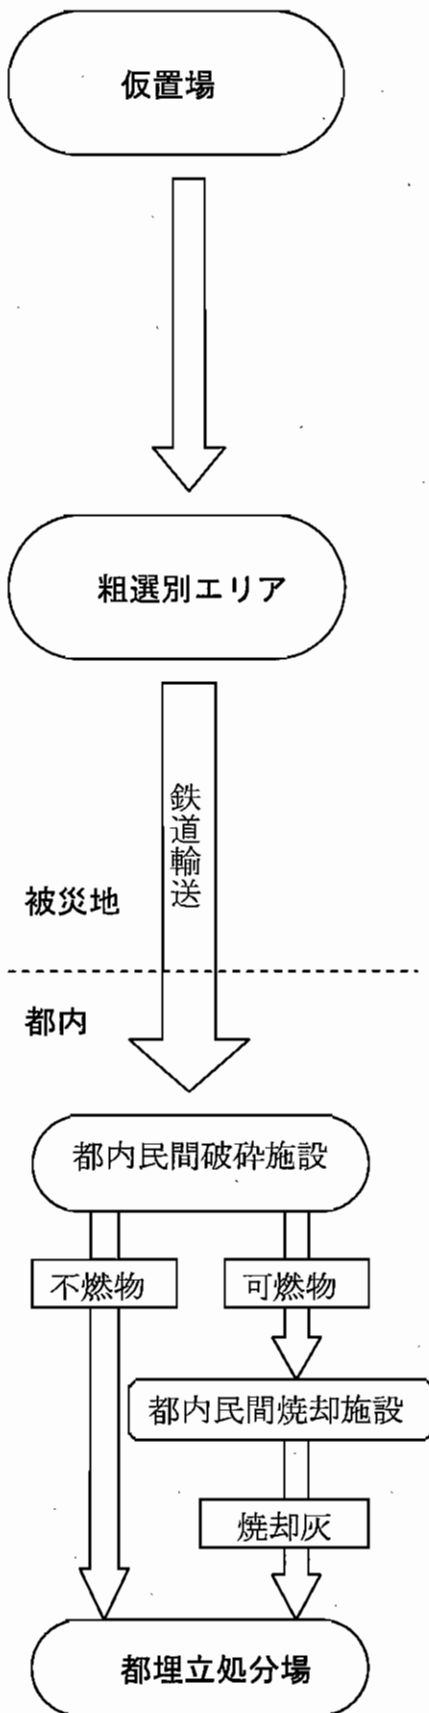 仮置場
粗選別エリア
鉄道輸送
被災地
都内
都内民間破砕施設
不燃物
可燃物
都内民間焼却施設
焼却灰
都埋立処分場